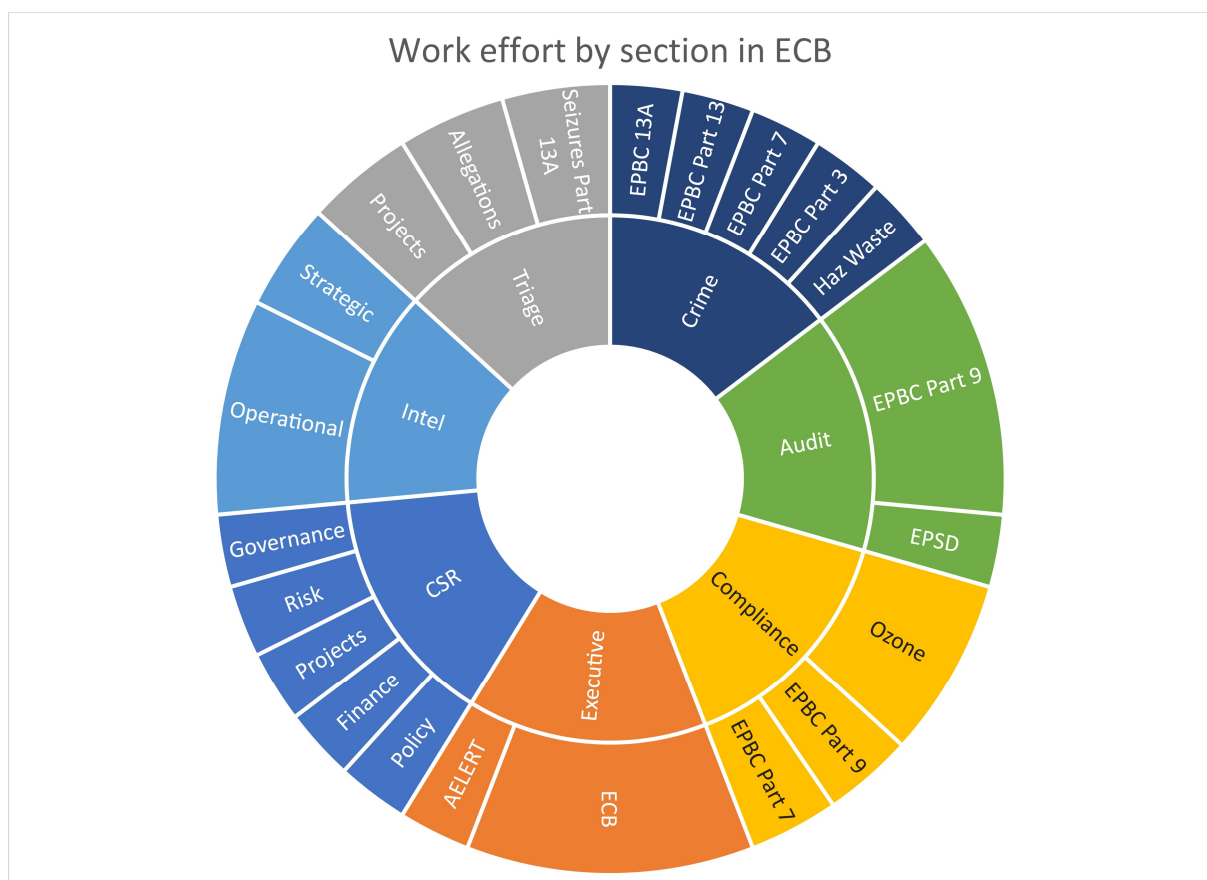 Work effort by section in ECB
EPBC 13A
EPBC Part 13
EPBC Part 7
EPBC Part 3
Haz Waste
Crime
EPBC Part 9
EPSD
Audit
Ozone
EPBC Part 9
EPBC Part 7
Compliance
ECB
AELERT
Executive
Policy
Finance
Projects
Risk
Governance
CSR
Operational
Strategic
Intel
Projects
Allegations
Seizures Part
13A
Triage